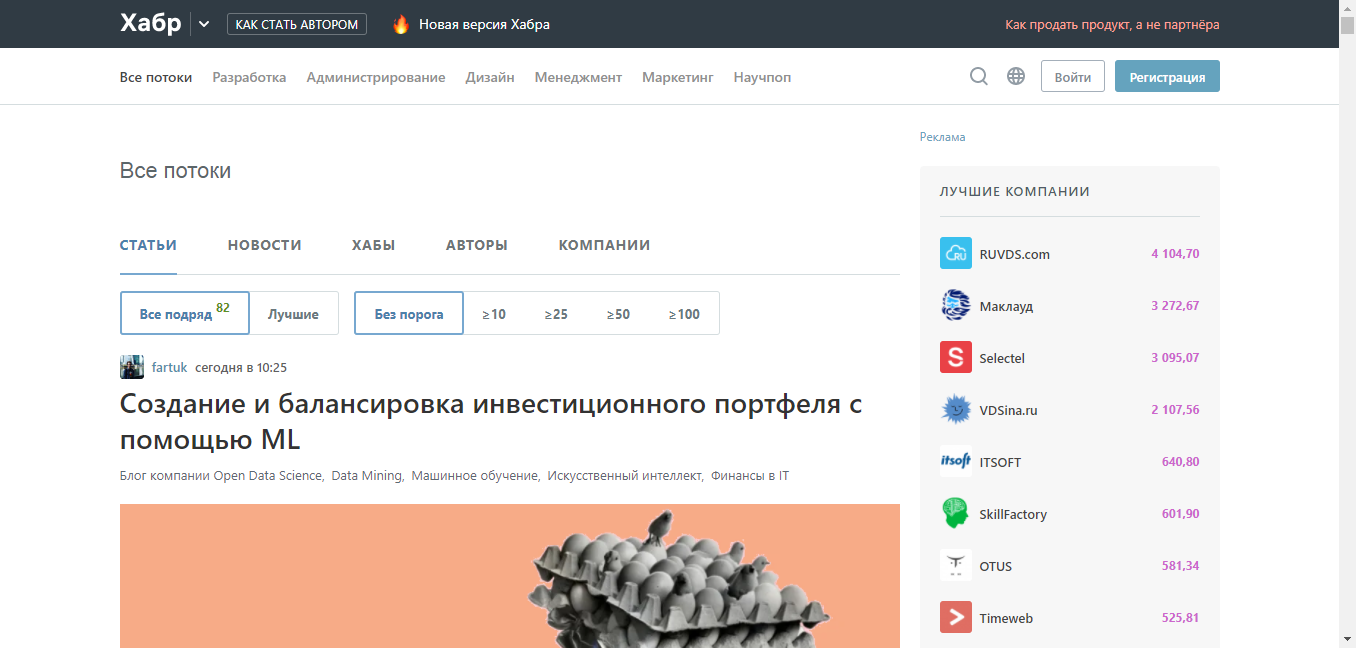 Хабр КАК СТАТЬ АВТОРОМ Новая версия Хабра Как продать продукт, а не партнёра
Все потоки Разработка Администрирование Дизайн Менеджмент Маркетинг Научпоп Войти Регистрация
Реклама
Все потоки
СТАТЬИ НОВОСТИ ХАБЫ АВТОРЫ КОМПАНИИ
Все подряд 82 Лучшие Без порога ≥10 ≥25 ≥50 ≥100
fartuk сегодня в 10:25
Создание и балансировка инвестиционного портфеля с
помощью ML
Блог компании Open Data Science, Data Mining, Машинное обучение, Искусственный интеллект, Финансы в IT
ЛУЧШИЕ КОМПАНИИ
RU RUVDS.com 4 104,70
Маклауд 3 272,67
S Selectel 3 095,07
VDSina.ru 2 107,56
itsoft ITSOFT 640,80
SkillFactory 601,90
OTUS 581,34
Timeweb 525,81